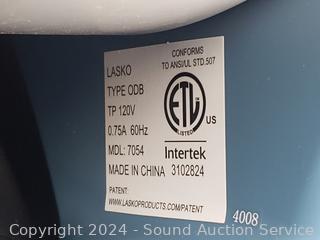 LASKO
TYPE ODB
TP 120V
0.75A 60Hz
MDL: 7054
MADE IN CHINA 3102824
PATENT:
WWW.LASKOPRODUCTS.COM/PATENT
CONFORMS
TO ANSI/UL STD.507
ETL
LISTED
US
Intertek
4008
Copyright © 2024 - Sound Auction Service